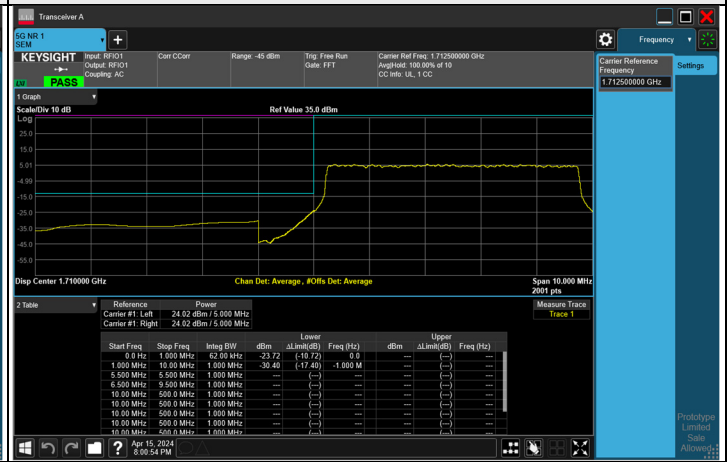 Transceiver A
5G NR 1
SEM
+
Frequency
KEYSIGHT
LXI
PASS
Input: RFIO1
Output: RFIO1
Coupling: AC
Corr CCorr
Range: -45 dBm
Trig: Free Run
Gate: FFT
Carrier Ref Freq: 1.712500000 GHz
Avg|Hold: 100.00% of 10
CC Info: UL, 1 CC
Carrier Reference
Frequency
1.712500000 GHz
Settings
1 Graph
Scale/Div 10 dB
Ref Value 35.0 dBm
Log
25.0
15.0
5.01
-4.99
-15.0
-25.0
-35.0
-45.0
-55.0
Disp Center 1.710000 GHz
Chan Det: Average, #Offs Det: Average
Span 10.000 MHz
2001 pts
2 Table
Reference Power
Carrier #1: Left 24.02 dBm / 5.000 MHz
Carrier #1: Right 24.02 dBm / 5.000 MHz
Measure Trace
Trace 1
Lower Upper
Start Freq Stop Freq Integ BW dBm ΔLimit(dB) Freq (Hz) dBm ΔLimit(dB) Freq (Hz)
0.0 Hz 1.000 MHz 62.00 kHz -23.72 (-10.72) 0.0 --- (---) ---
1.000 MHz 10.00 MHz 1.000 MHz -30.40 (-17.40) -1.000 M --- (---) ---
5.500 MHz 5.500 MHz 1.000 MHz --- (---) --- --- (---) ---
6.500 MHz 9.500 MHz 1.000 MHz --- (---) --- --- (---) ---
10.00 MHz 500.0 MHz 1.000 MHz --- (---) --- --- (---) ---
10.00 MHz 500.0 MHz 1.000 MHz --- (---) --- --- (---) ---
10.00 MHz 500.0 MHz 1.000 MHz --- (---) --- --- (---) ---
10.00 MHz 500.0 MHz 1.000 MHz --- (---) --- --- (---) ---
10.00 MHz 500.0 MHz 1.000 MHz --- (---) --- --- (---) ---
Prototype
Limited
Sale
Allowed
?
Apr 15, 2024
8:00:54 PM